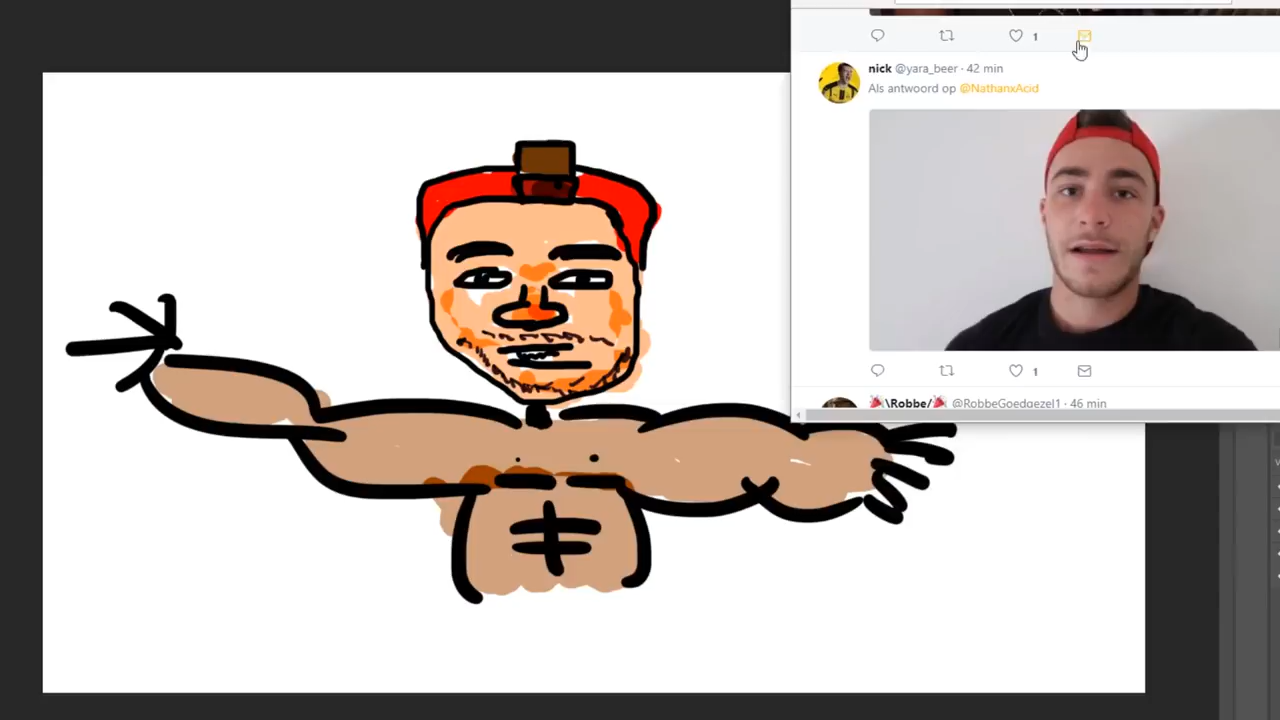 1
nick @yara_beer · 42 min
Als antwoord op @NathanxAcid
1
\Robbe/ @RobbeGoedgezel1 · 46 min